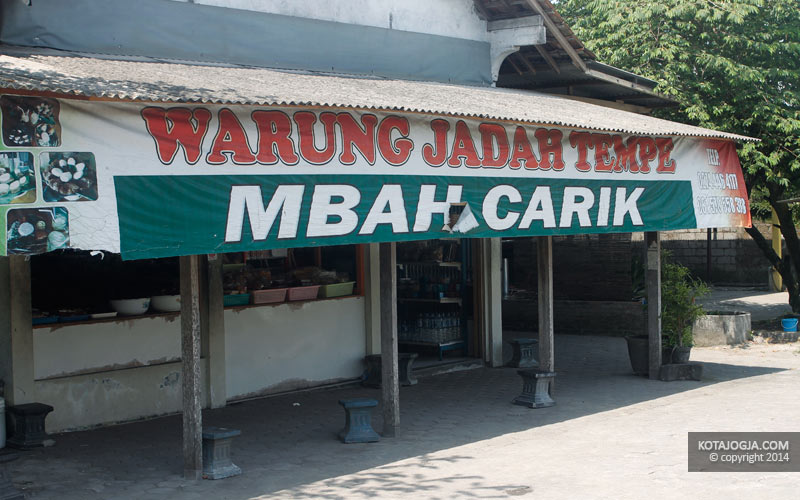 WARUNG JADAH TEMPE
MBAH CARIK
TELP.
KOTAJOGJA.COM
© copyright 2014